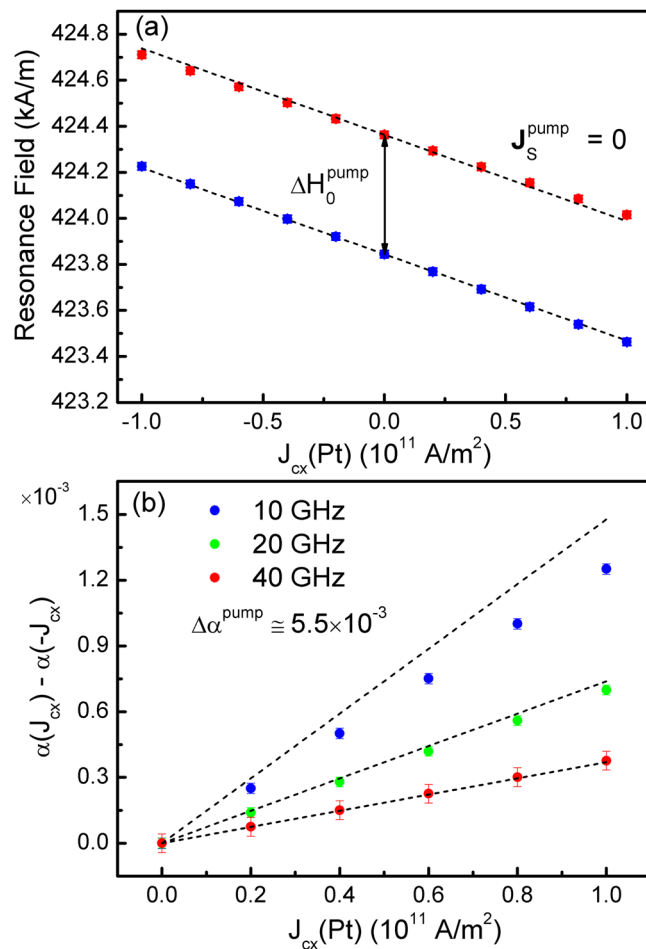 (a)
424.8
424.6
424.4
424.2
424.0
423.8
423.6
423.4
423.2
Resonance Field (kA/m)
J_S^pump = 0
ΔH_0^pump
-1.0 -0.5 0.0 0.5 1.0
J_cx(Pt) (10^11 A/m^2)
×10^-3
(b)
1.5
1.2
0.9
0.6
0.3
0.0
α(J_cx) - α(-J_cx)
10 GHz
20 GHz
40 GHz
Δα^pump ≅ 5.5×10^-3
0.0 0.2 0.4 0.6 0.8 1.0
J_cx(Pt) (10^11 A/m^2)